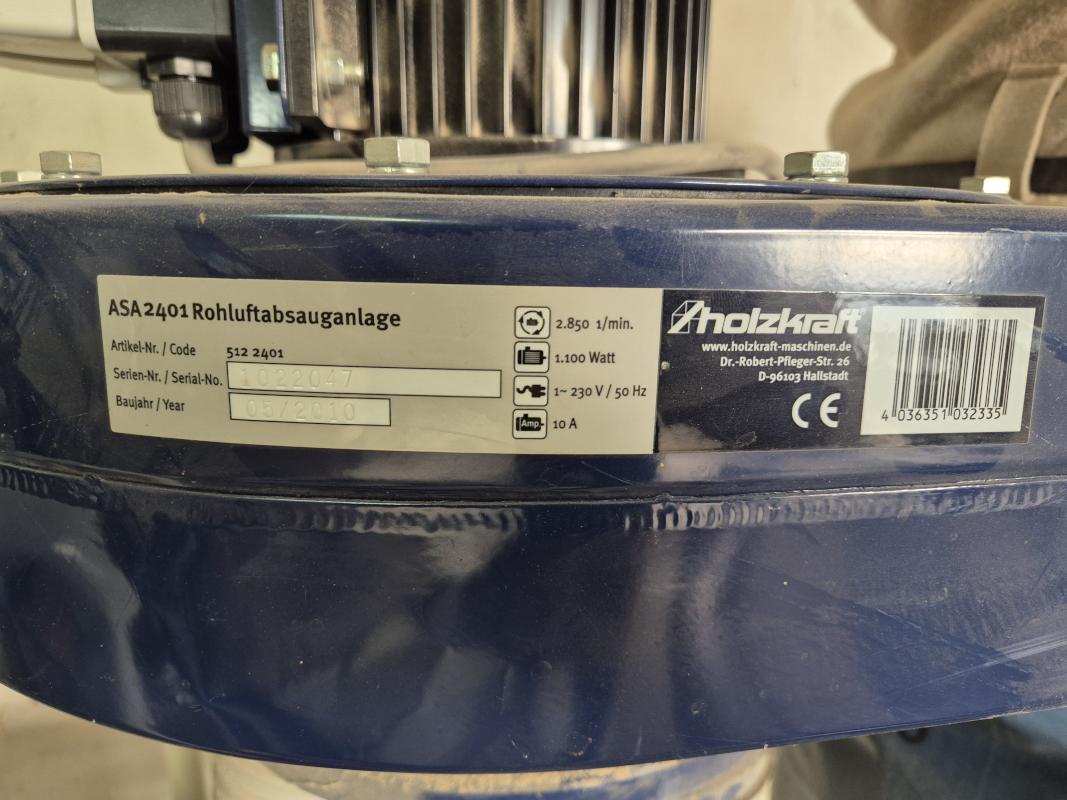 ASA 2401 Rohluftabsauganlage
Artikel-Nr. / Code 512 2401
Serien-Nr. / Serial-No. 1022047
Baujahr / Year 05/2010
2.850 1/min.
1.100 Watt
1~ 230 V / 50 Hz
Amp. 10 A
holzkraft®
www.holzkraft-maschinen.de
Dr.-Robert-Pfleger-Str. 26
D-96103 Hallstadt
CE
4 036351 032335